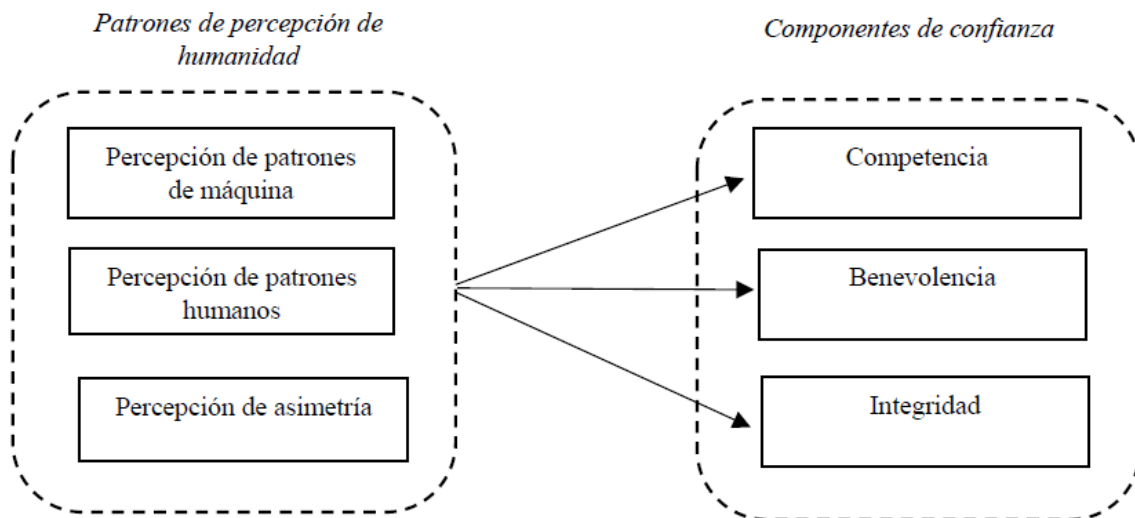 Patrones de percepción de
humanidad
Componentes de confianza
Percepción de patrones
de máquina
Competencia
Percepción de patrones
humanos
Benevolencia
Percepción de asimetría
Integridad